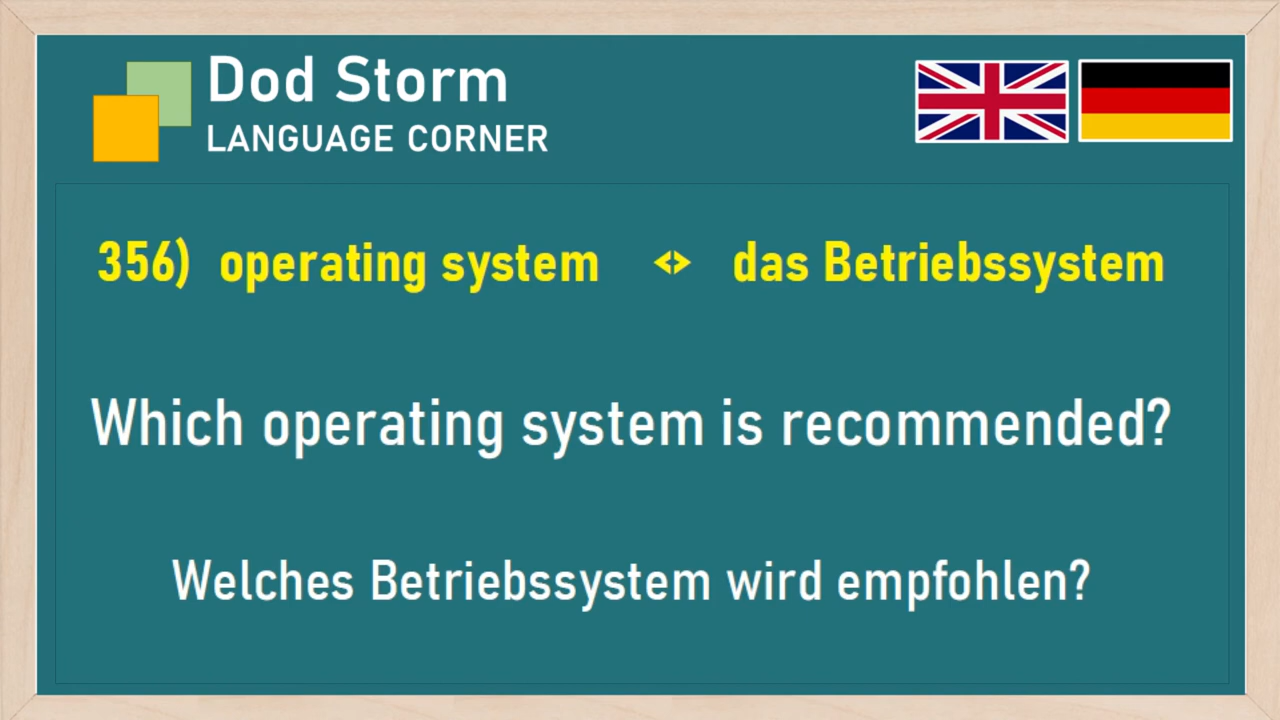 Dod Storm
LANGUAGE CORNER
356) operating system <> das Betriebssystem
Which operating system is recommended?
Welches Betriebssystem wird empfohlen?